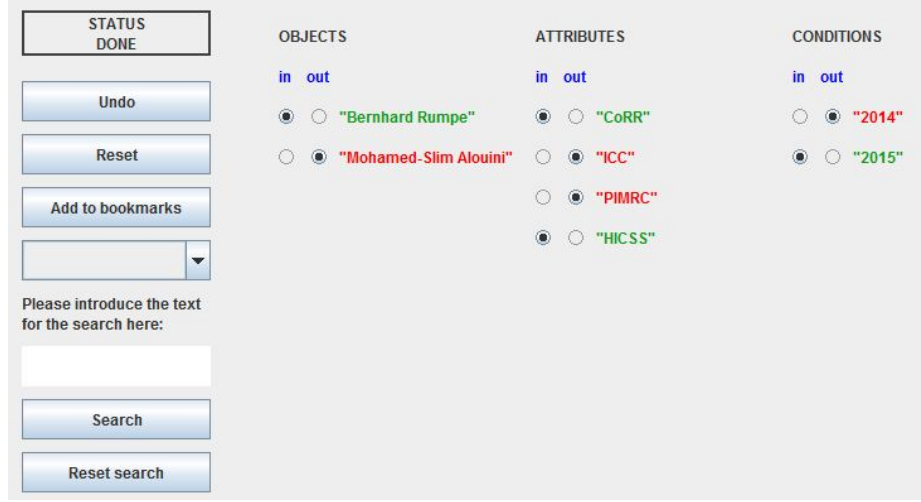 STATUS
DONE
Undo
Reset
Add to bookmarks
Please introduce the text
for the search here:
Search
Reset search
OBJECTS
in out
"Bernhard Rumpe"
"Mohamed-Slim Alouini"
ATTRIBUTES
in out
"CoRR"
"ICC"
"PIMRC"
"HICSS"
CONDITIONS
in out
"2014"
"2015"